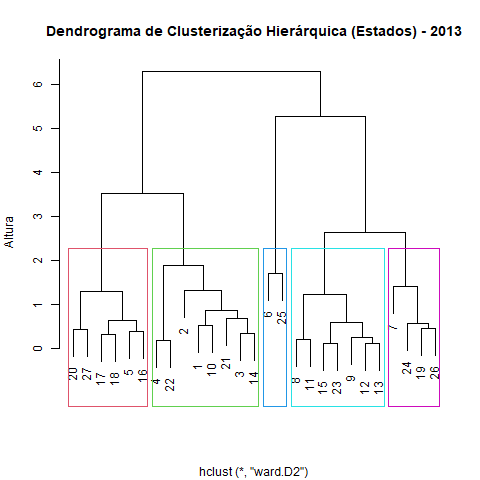 Dendrograma de Clusterização Hierárquica (Estados) - 2013
Altura
6
5
4
3
2
1
0
20 27 17 18 5 16 4 22 2 1 10 21 3 14 6 25 8 11 15 23 9 12 13 7 24 19 26
hclust (*, "ward.D2")